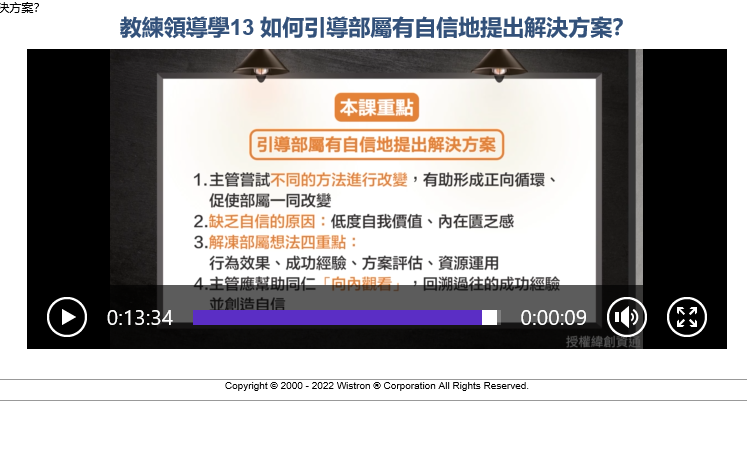 決方案?
教練領導學13 如何引導部屬有自信地提出解決方案?
本課重點
引導部屬有自信地提出解決方案
1.主管嘗試不同的方法進行改變，有助形成正向循環、
促使部屬一同改變
2.缺乏自信的原因：低度自我價值、內在匱乏感
3.解凍部屬想法四重點：
行為效果、成功經驗、方案評估、資源運用
4.主管應幫助同仁「向內觀看」，回溯過往的成功經驗
並創造自信
0:13:34
0:00:09
授權緯創資通
Copyright © 2000 - 2022 Wistron ® Corporation All Rights Reserved.